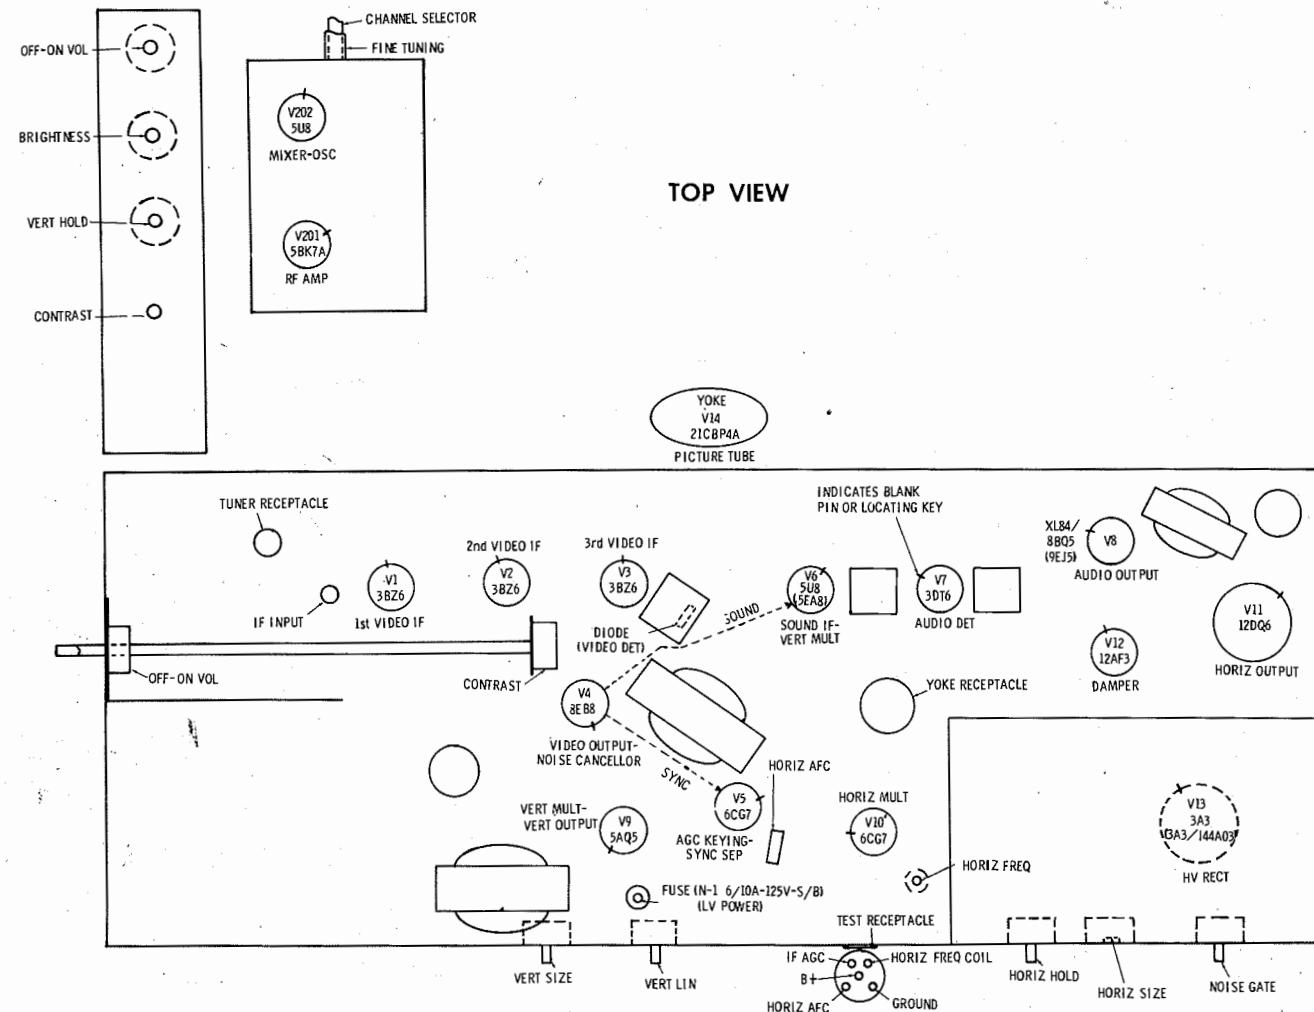 CHANNEL SELECTOR
FINE TUNING
OFF-ON VOL
BRIGHTNESS
VERT HOLD
CONTRAST
V202
5U8
MIXER-OSC
V201
5BK7A
RF AMP
TOP VIEW
YOKE
V14
21CBP4A
PICTURE TUBE
TUNER RECEPTACLE
IF INPUT
V1
3BZ6
1st VIDEO IF
2nd VIDEO IF
V2
3BZ6
3rd VIDEO IF
V3
3BZ6
DIODE
(VIDEO DET)
SOUND
V6
5U8
(5EA8)
SOUND IF-
VERT MULT
INDICATES BLANK
PIN OR LOCATING KEY
V7
3DT6
AUDIO DET
XL84/
8BQ5
(9EJ5)
V8
AUDIO OUTPUT
V11
12DQ6
HORIZ OUTPUT
V12
12AF3
DAMPER
OFF-ON VOL
CONTRAST
V4
8EB8
VIDEO OUTPUT-
NOISE CANCELLOR
SYNC
YOKE RECEPTACLE
HORIZ AFC
V5
6CG7
AGC KEYING-
SYNC SEP
VERT MULT-
VERT OUTPUT
V9
5AQ5
HORIZ MULT
V10
6CG7
V13
3A3
(3A3/144A03)
HV RECT
HORIZ FREQ
FUSE (N-1 6/10A-125V-S/B)
(LV POWER)
TEST RECEPTACLE
VERT SIZE
VERT LIN
IF AGC
HORIZ FREQ COIL
B+
HORIZ AFC
GROUND
HORIZ HOLD
HORIZ SIZE
NOISE GATE